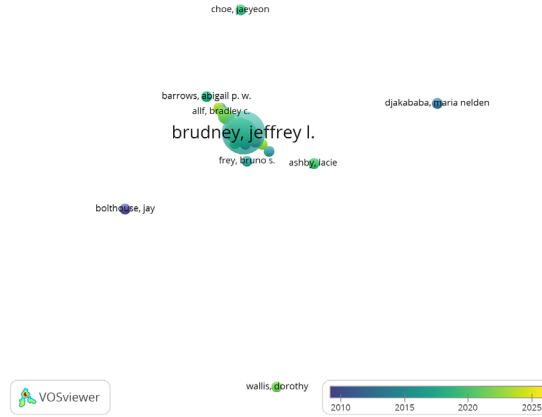 choe, jaeyeon
barrows, abigail p. w.
djakababa, maria nelden
allf, bradley c.
brudney, jeffrey l.
frey, bruno s.
ashby, lacie
bolthouse, jay
wallis, dorothy
VOSviewer
2010 2015 2020 2025